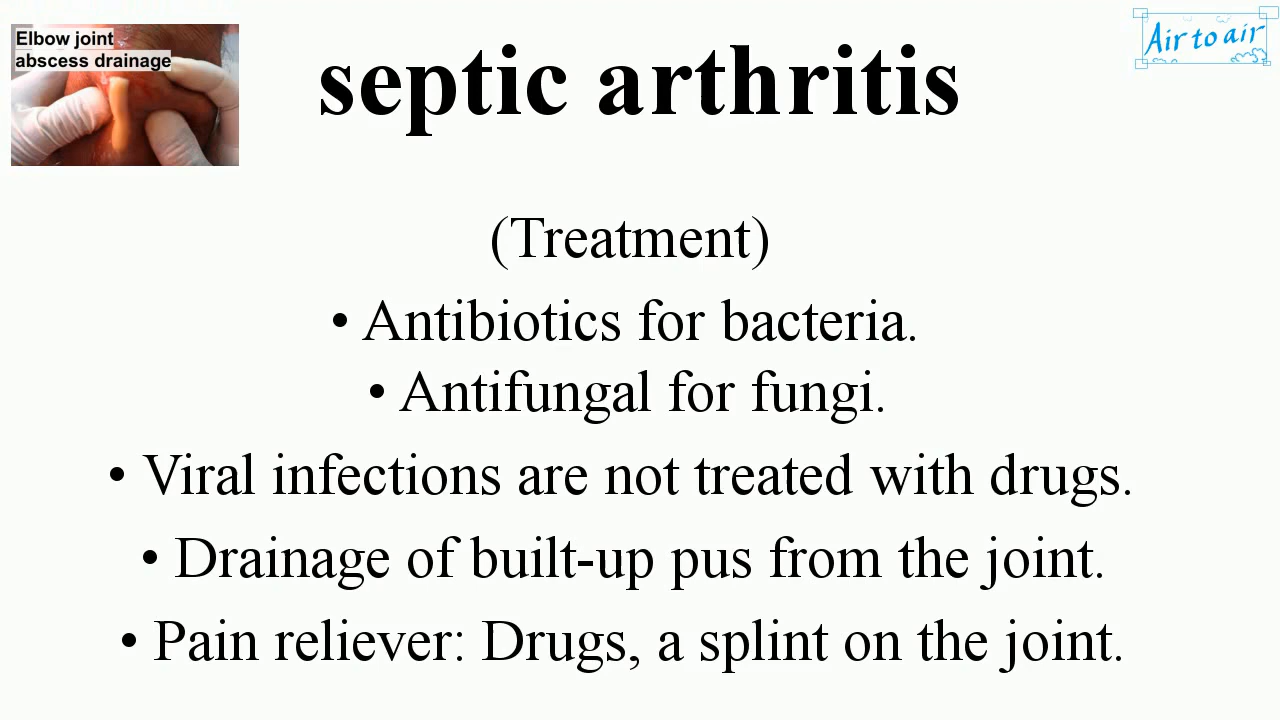 Elbow joint
abscess drainage
Air to air
septic arthritis
(Treatment)
• Antibiotics for bacteria.
• Antifungal for fungi.
• Viral infections are not treated with drugs.
• Drainage of built-up pus from the joint.
• Pain reliever: Drugs, a splint on the joint.